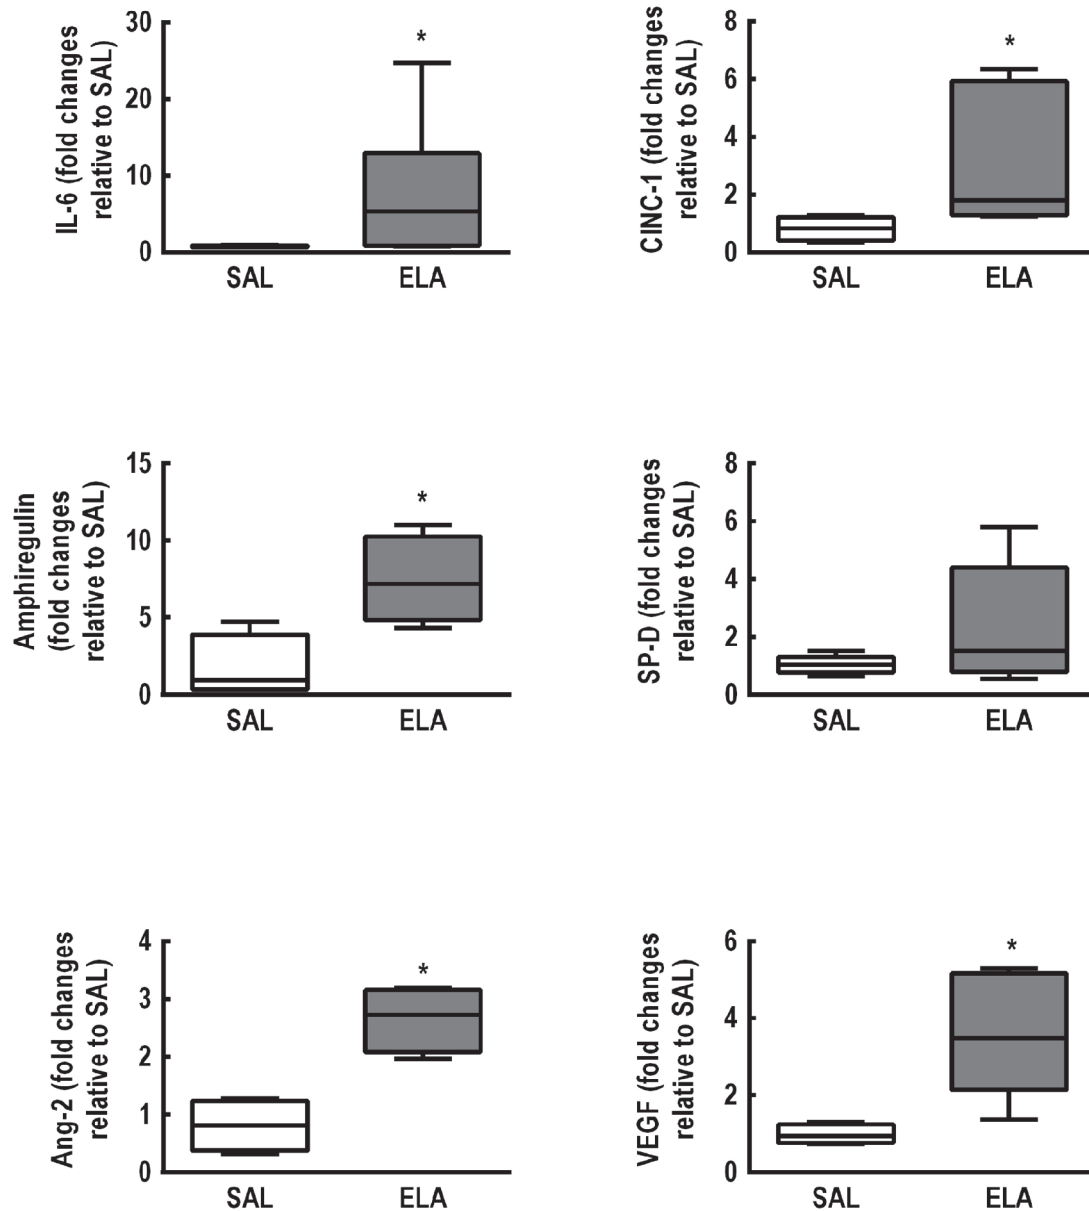 IL-6 (fold changes
relative to SAL)
30
20
10
0
*
SAL
ELA
CINC-1 (fold changes
relative to SAL)
8
6
4
2
0
*
SAL
ELA
Amphiregulin
(fold changes
relative to SAL)
15
10
5
0
*
SAL
ELA
SP-D (fold changes
relative to SAL)
8
6
4
2
0
SAL
ELA
Ang-2 (fold changes
relative to SAL)
4
3
2
1
0
*
SAL
ELA
VEGF (fold changes
relative to SAL)
6
4
2
0
*
SAL
ELA